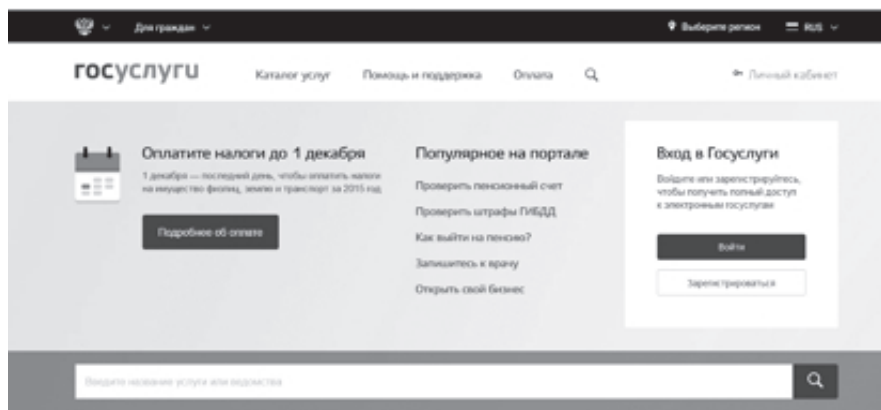 Для граждан
Выберите регион
RUS
госуслуги
Каталог услуг
Помощь и поддержка
Оплата
Личный кабинет
Оплатите налоги до 1 декабря
1 декабря — последний день, чтобы оплатить налоги
на имущество физлиц, землю и транспорт за 2015 год
Подробнее об оплате
Популярное на портале
Проверить пенсионный счет
Проверить штрафы ГИБДД
Как выйти на пенсию?
Запишитесь к врачу
Открыть свой бизнес
Вход в Госуслуги
Войдите или зарегистрируйтесь,
чтобы получить полный доступ
к электронным госуслугам
Войти
Зарегистрироваться
Введите название услуги или ведомства